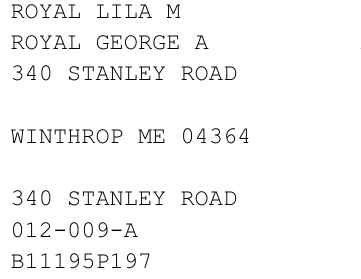 ROYAL LILA M
ROYAL GEORGE A
340 STANLEY ROAD
WINTHROP ME 04364
340 STANLEY ROAD
012-009-A
B11195P197